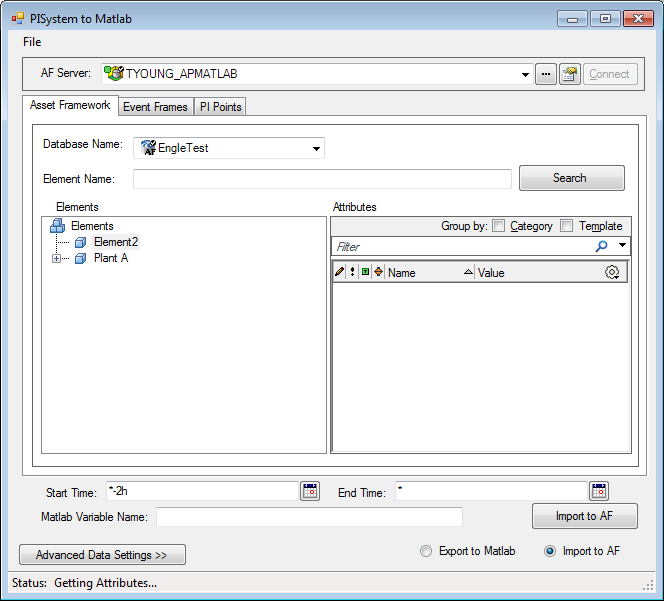 PISystem to Matlab
File
AF Server: TYOUNG_APMATLAB ... Connect
Asset Framework Event Frames PI Points
Database Name: AF EngleTest
Element Name: Search
Elements Attributes
Elements Group by: Category Template
Element2 Filter
Plant A Name Value
Start Time: *-2h End Time: *
Matlab Variable Name: Import to AF
Advanced Data Settings >> Export to Matlab Import to AF
Status: Getting Attributes...